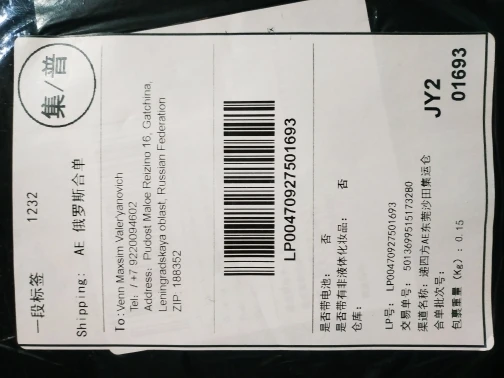 一段标签 1232 集/普
Shipping: AE 俄罗斯合单
To:Venn Maxsim Valer'yanovich
Tel: / +7 9220094602
Address: Pudost Maloe Reizino 16, Gatchina,
Leningradskaya oblast, Russian Federation
ZIP 188352
LP00470927501693
是否带电池: 否
是否带有非液体化妆品: 否
仓库:
LP号: LP00470927501693
交易单号: 5013699515173280
渠道名称: 递四方AE东莞沙田集运仓
合单批次号:
包裹重量 (Kg): 0.15
JY2
01693